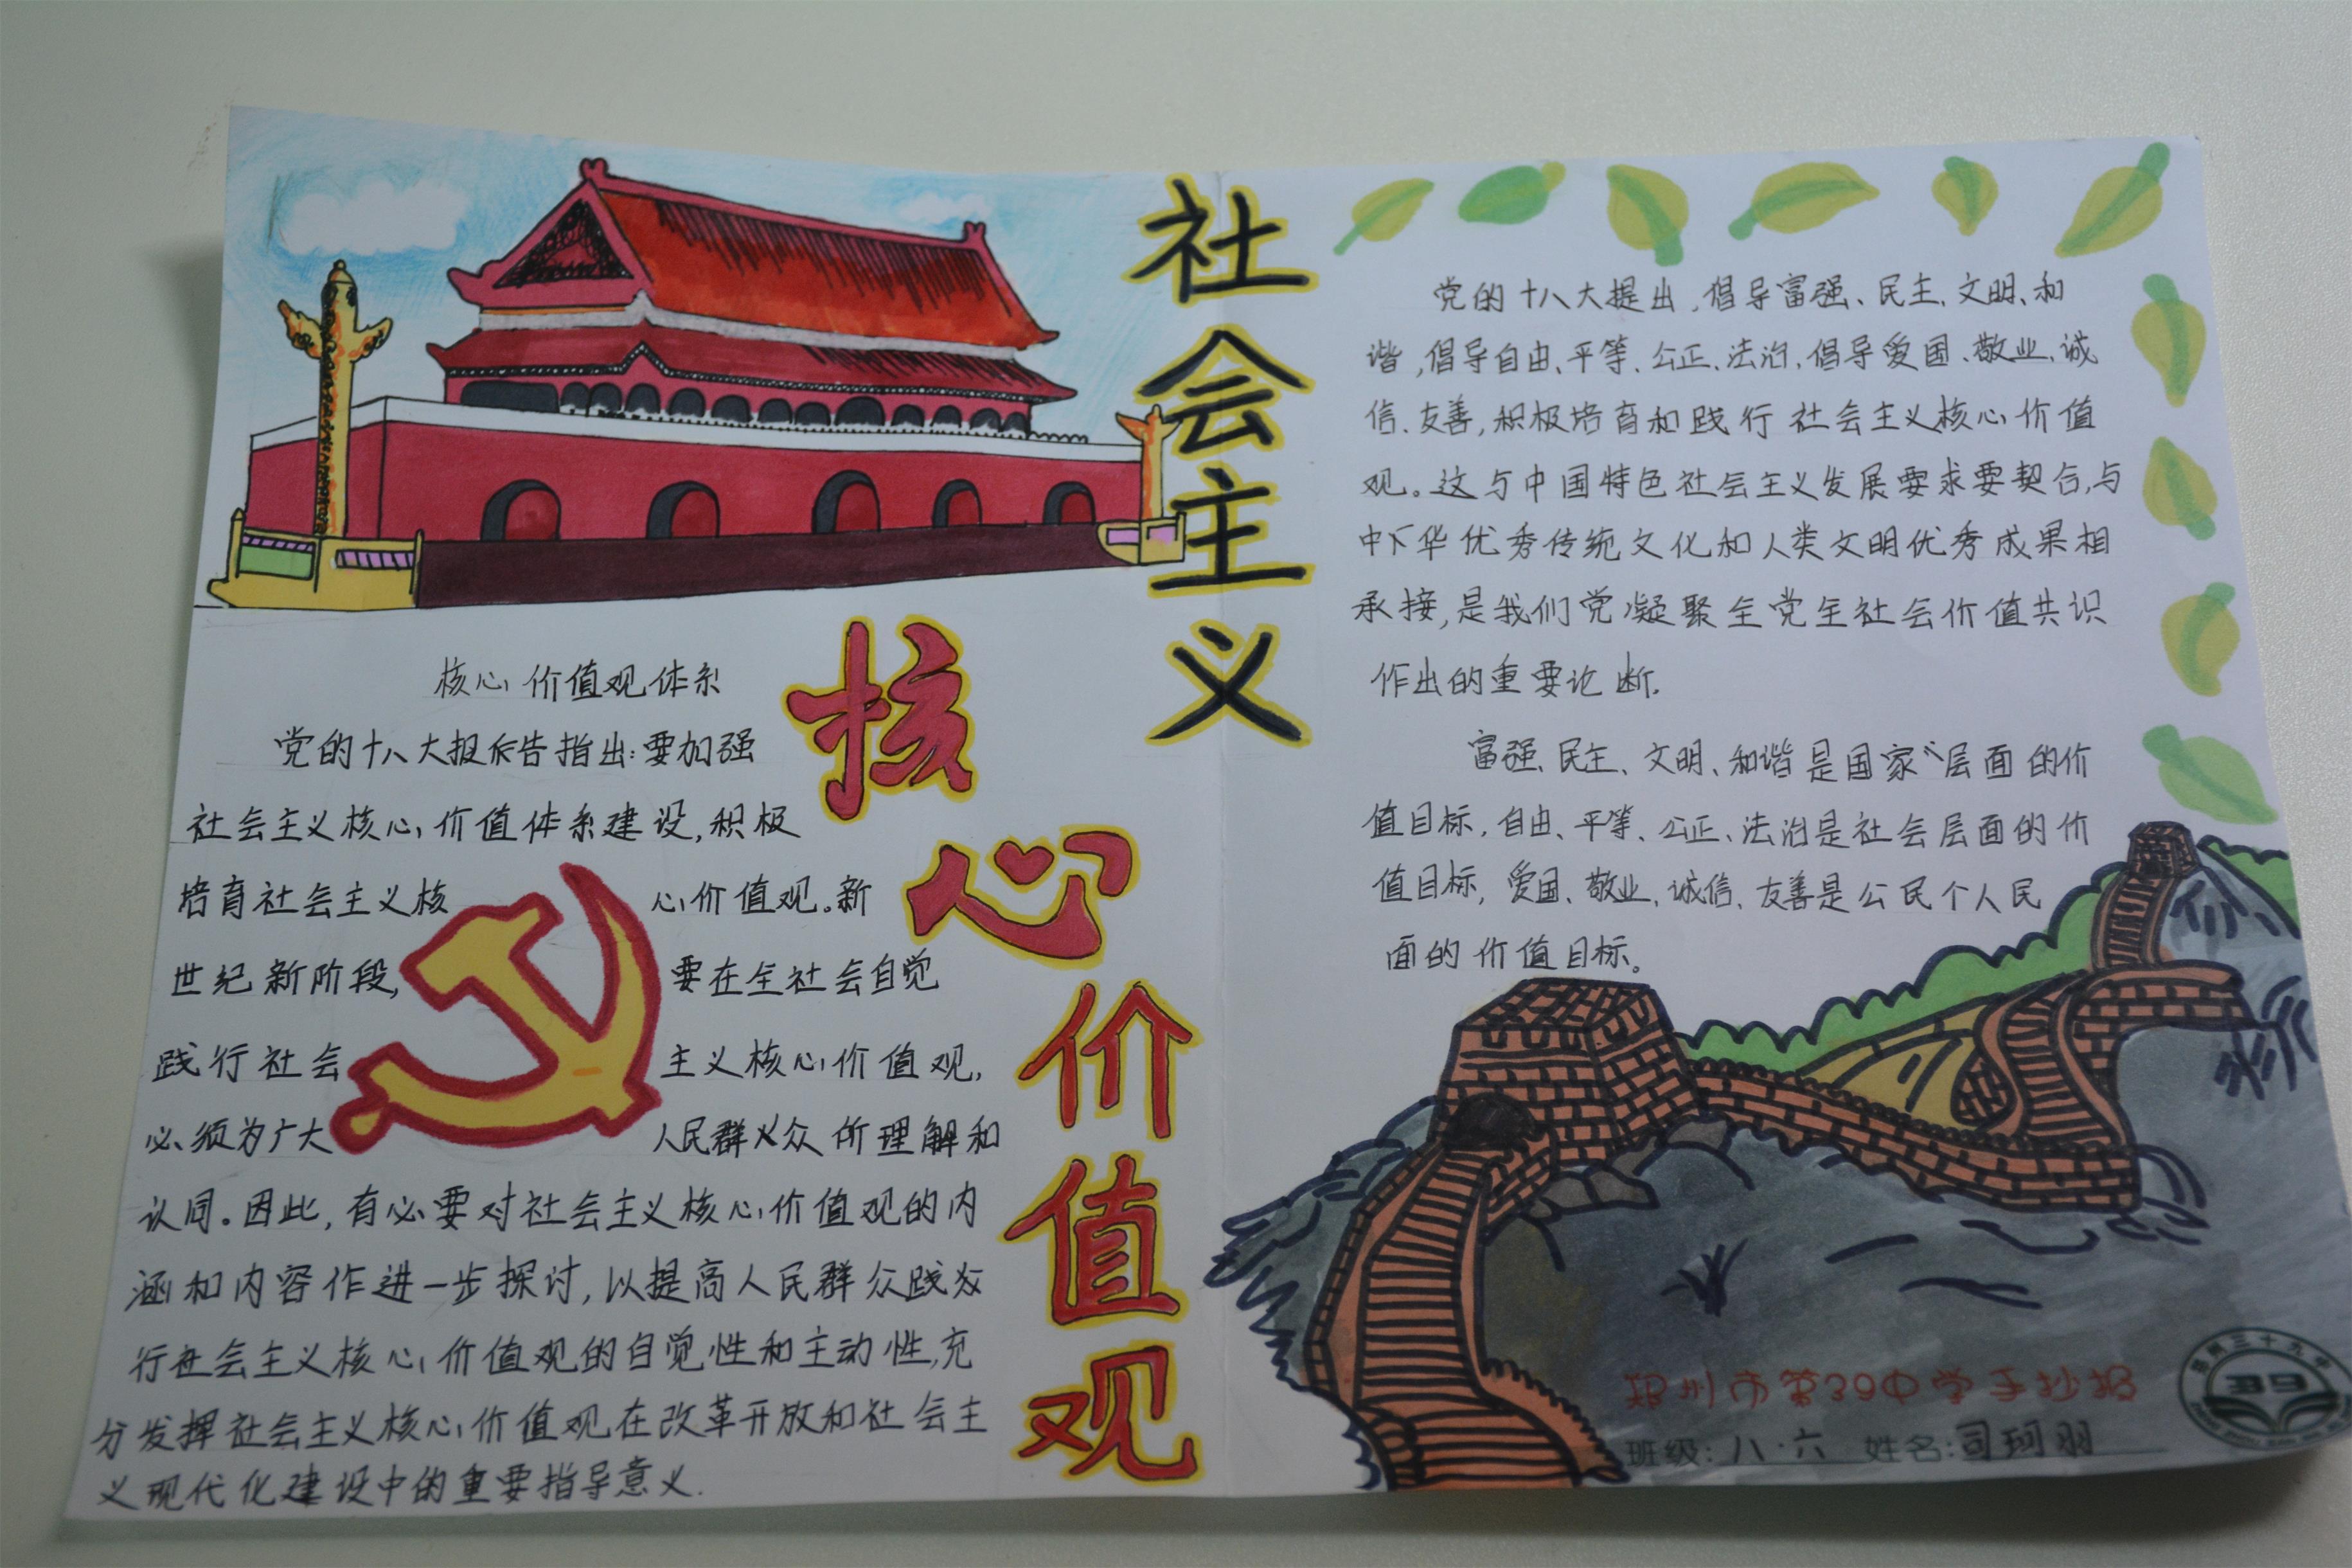 社会主义
核心价值观
核心价值观体系
党的十八大报告指出:要加强
社会主义核心价值体系建设,积极
培育社会主义核心价值观。新
世纪新阶段,要在全社会自觉
践行社会主义核心价值观,
必须为广大人民群众所理解和
认同。因此,有必要对社会主义核心价值观的内
涵和内容作进一步探讨,以提高人民群众践
行社会主义核心价值观的自觉性和主动性,充
分发挥社会主义核心价值观在改革开放和社会主
义现代化建设中的重要指导意义.
党的十八大提出,倡导富强、民主、文明、和
谐,倡导自由、平等、公正、法治,倡导爱国、敬业、诚
信、友善,积极培育和践行社会主义核心价值
观。这与中国特色社会主义发展要求要契合,与
中华优秀传统文化和人类文明优秀成果相
承接,是我们党凝聚全党全社会价值共识
作出的重要论断.
富强、民主、文明、和谐是国家层面的价
值目标,自由、平等、公正、法治是社会层面的价
值目标,爱国、敬业、诚信、友善是公民个人民
面的价值目标。
郑州市第39中学手抄报
班级:八·六 姓名:司珂羽
郑州三十九中
39